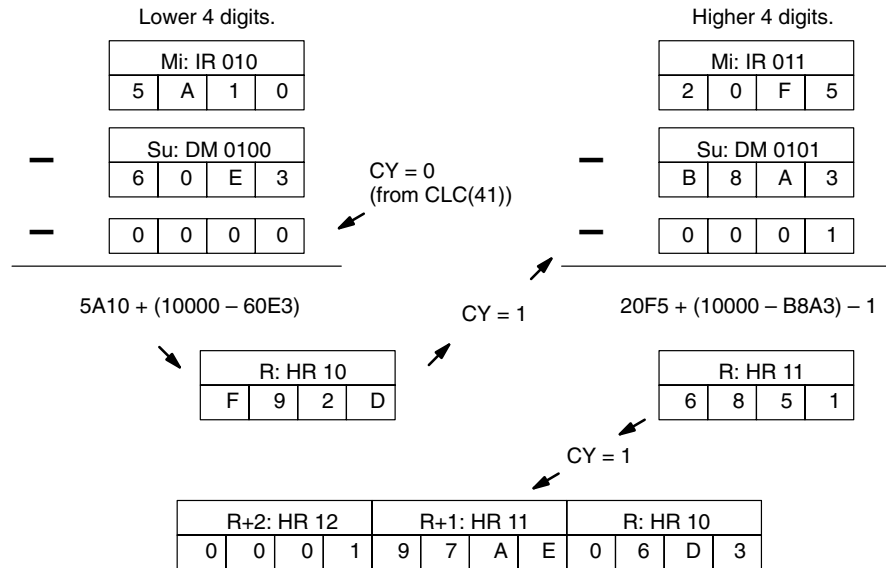 Lower 4 digits.
Higher 4 digits.
Mi: IR 010
5 A 1 0
Mi: IR 011
2 0 F 5
– Su: DM 0100
6 0 E 3
CY = 0
(from CLC(41))
– Su: DM 0101
B 8 A 3
– 0 0 0 0
– 0 0 0 1
5A10 + (10000 – 60E3)
CY = 1
20F5 + (10000 – B8A3) – 1
R: HR 10
F 9 2 D
R: HR 11
6 8 5 1
CY = 1
R+2: HR 12 R+1: HR 11 R: HR 10
0 0 0 1 9 7 A E 0 6 D 3